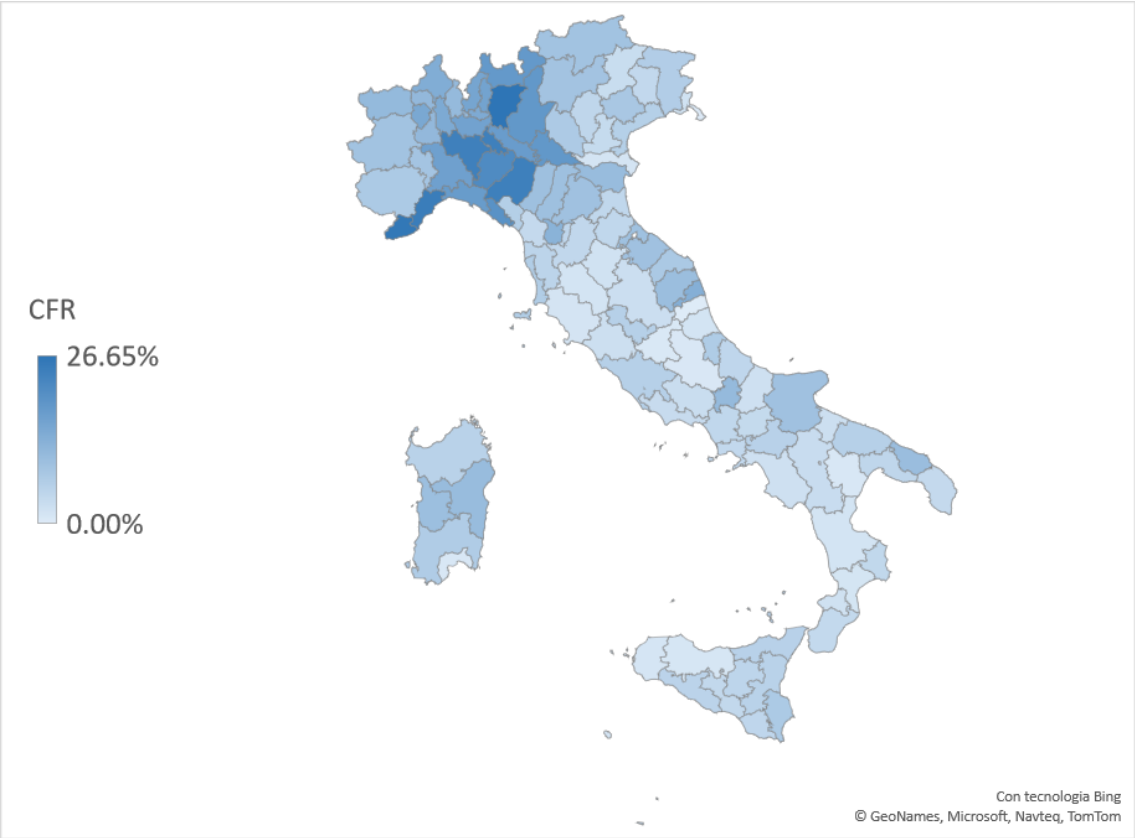 CFR
26.65%
0.00%
Con tecnologia Bing
© GeoNames, Microsoft, Navteq, TomTom